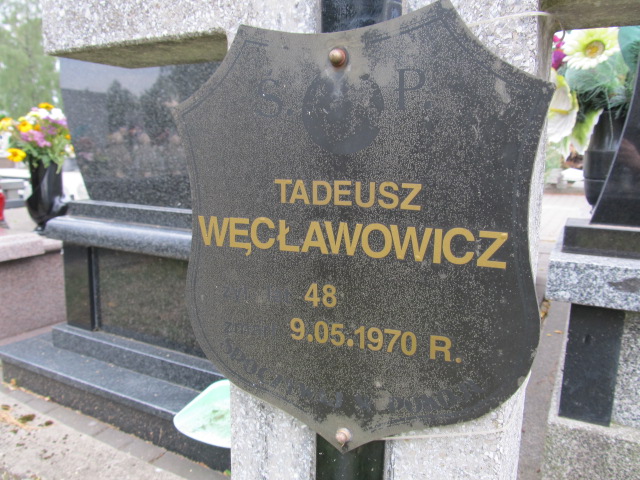 S P
TADEUSZ
WĘCŁAWOWICZ
48
9.05.1970 R.